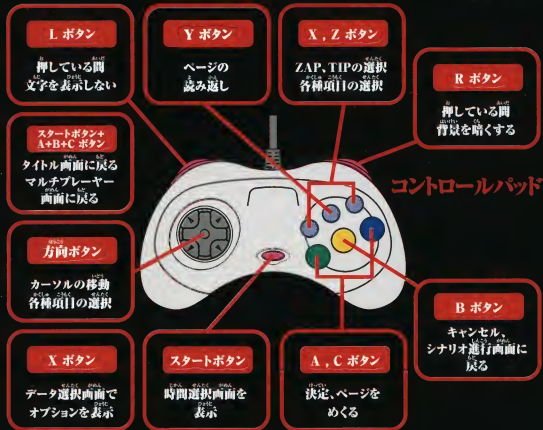 L ボタン
押している間
文字を表示しない
Y ボタン
ページの
読み返し
X , Z ボタン
ZAP, TIPの選択
各種項目の選択
R ボタン
押している間
背景を暗くする
スタートボタン+
A+B+C ボタン
タイトル画面に戻る
マルチプレーヤー
画面に戻る
コントロールパッド
方向ボタン
カーソルの移動
各種項目の選択
B ボタン
キャンセル、
シナリオ進行画面に
戻る
X ボタン
データ選択画面で
オプションを表示
スタートボタン
時間選択画面を
表示
A , C ボタン
決定、ページを
めくる